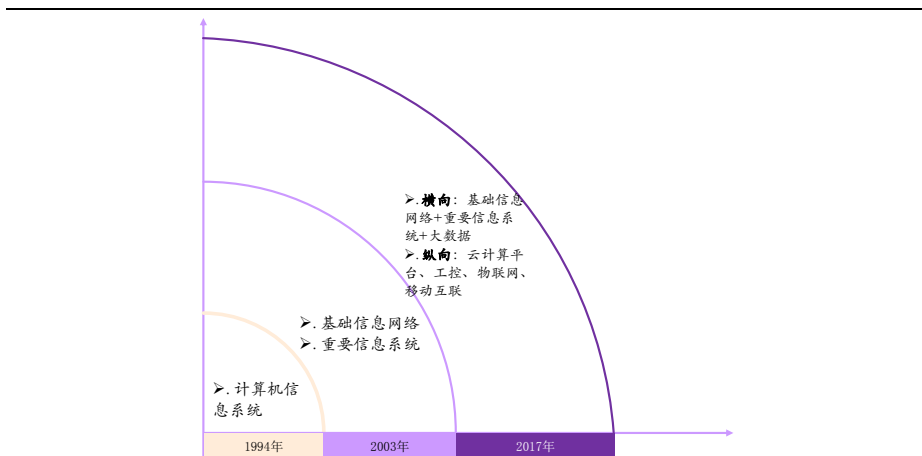 ➢.横向：基础信息
网络+重要信息系
统+大数据
➢.纵向：云计算平
台、工控、物联网、
移动互联
➢.基础信息网络
➢.重要信息系统
➢.计算机信
息系统
1994年
2003年
2017年